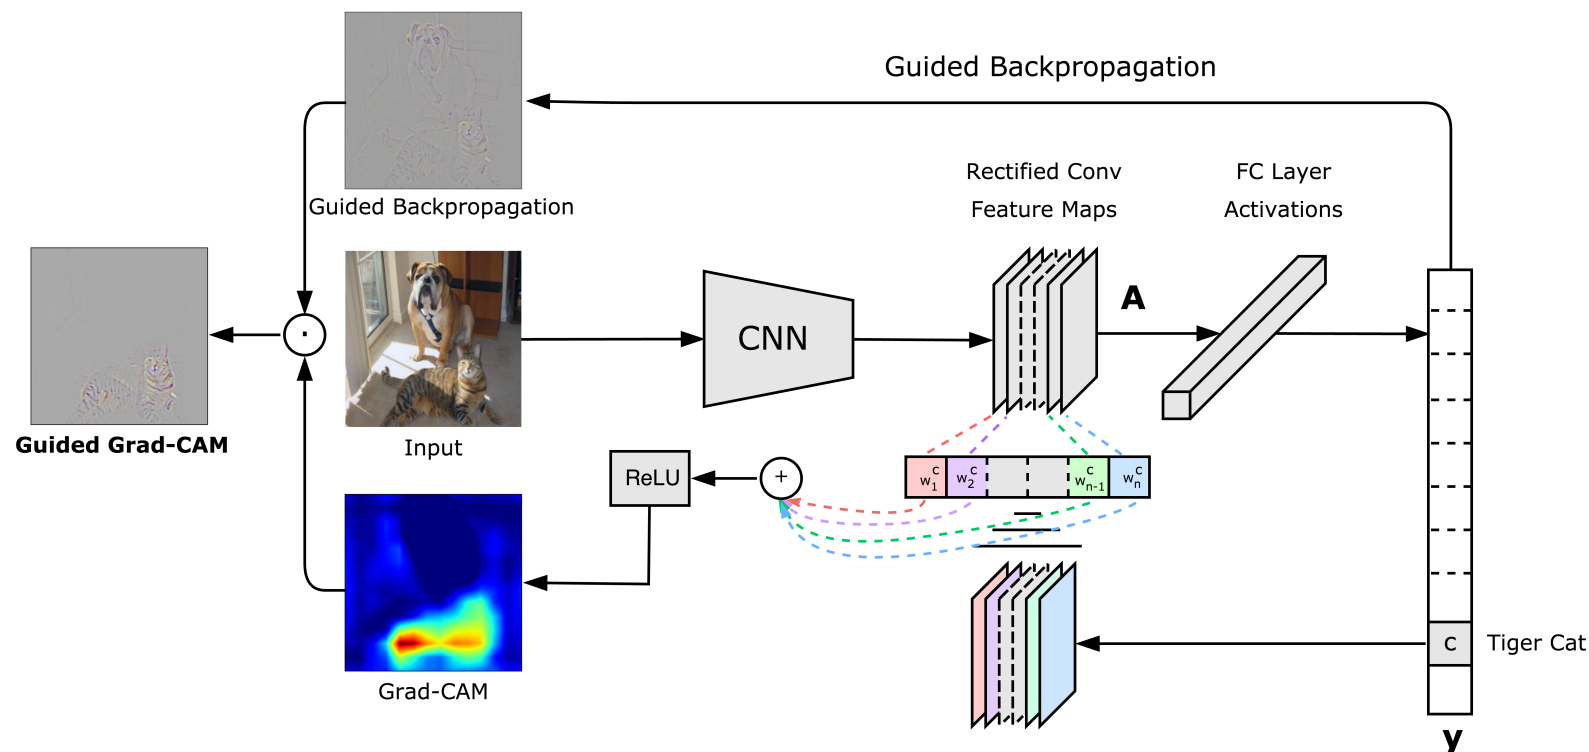 Guided Backpropagation
Rectified Conv
Feature Maps
FC Layer
Activations
Guided Backpropagation
A
CNN
Input
Guided Grad-CAM
ReLU
+
w₁ᶜ w₂ᶜ wₙ₋₁ᶜ wₙᶜ
c
Tiger Cat
Grad-CAM
y